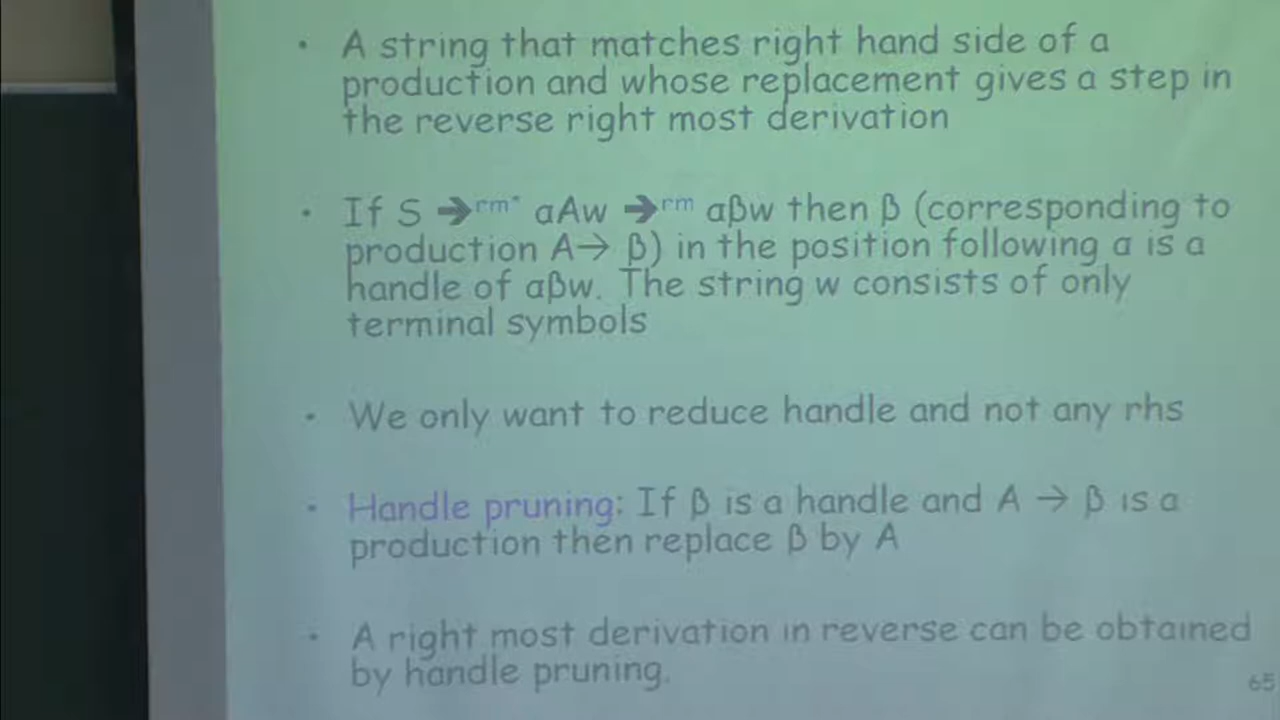 • A string that matches right hand side of a
production and whose replacement gives a step in
the reverse right most derivation
• If S ➔rm* αAw ➔rm αβw then β (corresponding to
production A→ β) in the position following α is a
handle of αβw. The string w consists of only
terminal symbols
• We only want to reduce handle and not any rhs
• Handle pruning: If β is a handle and A → β is a
production then replace β by A
• A right most derivation in reverse can be obtained
by handle pruning.
65